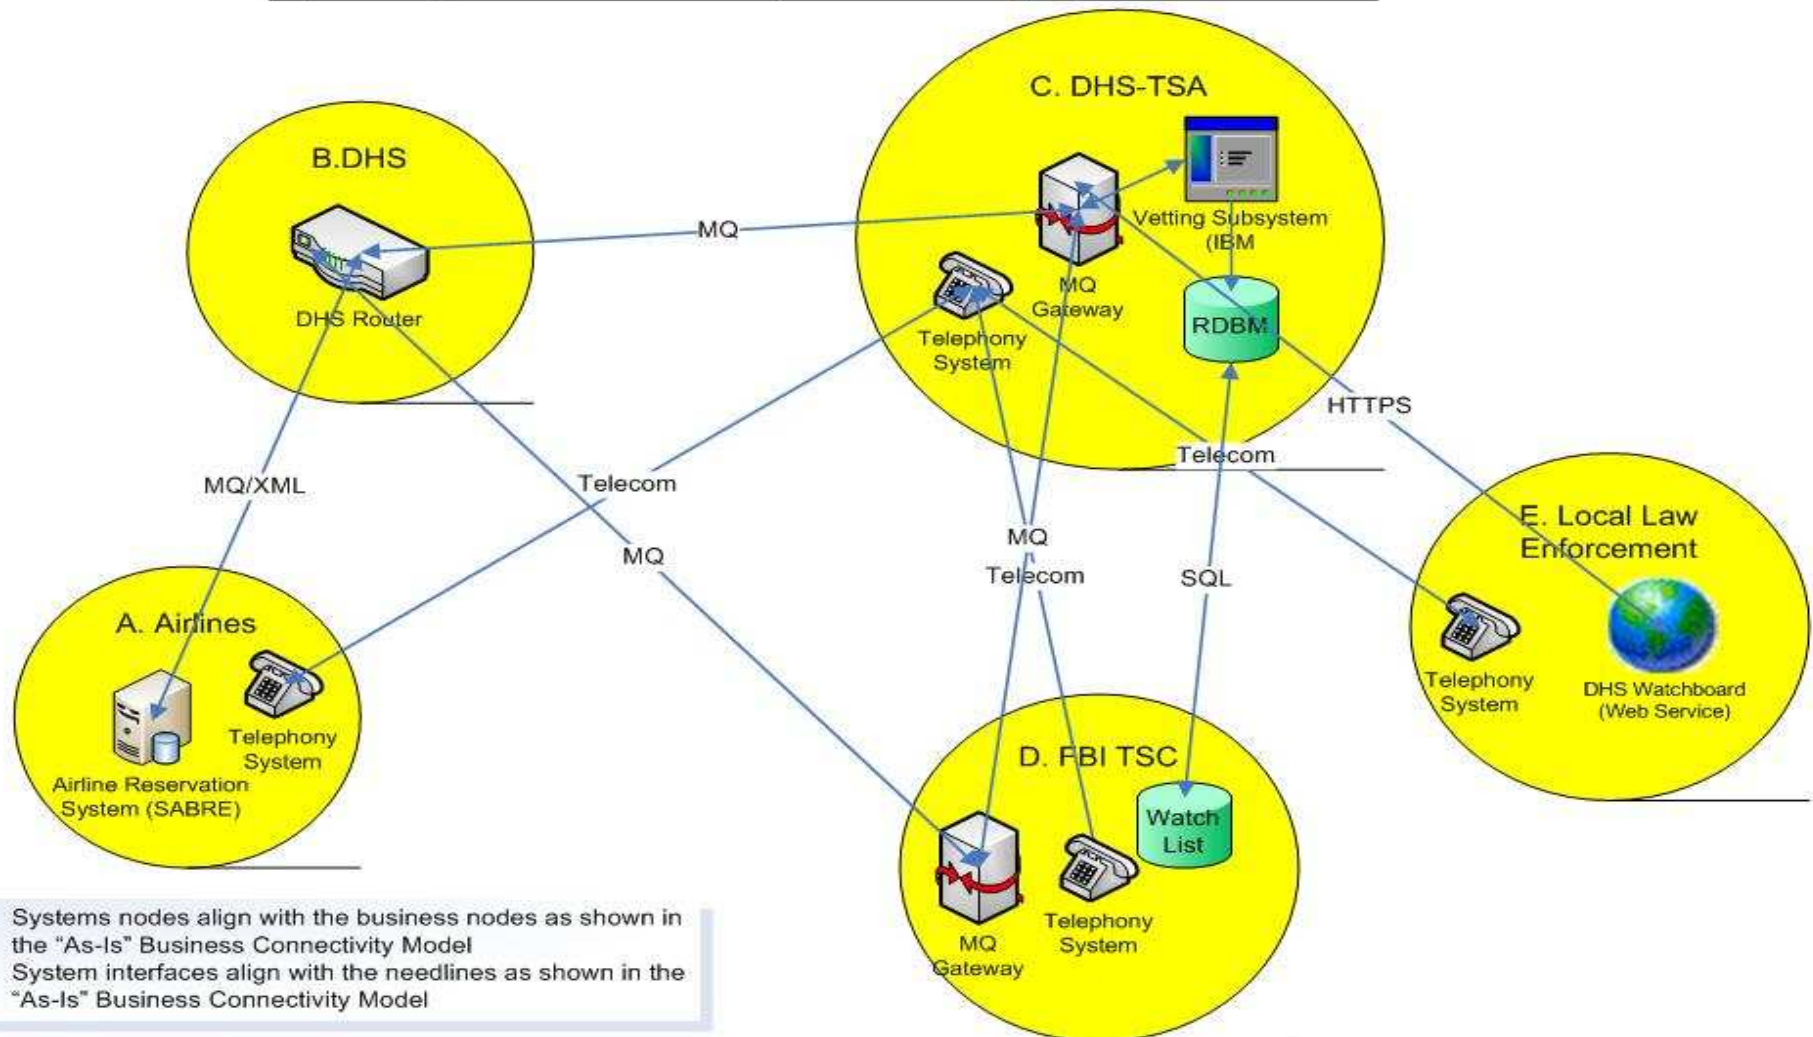 C. DHS-TSA
B.DHS
MQ
Vetting Subsystem
(IBM
MQ
Gateway
DHS Router
RDBM
Telephony
System
HTTPS
Telecom
MQ/XML
Telecom
E. Local Law
Enforcement
MQ
MQ
Telecom
SQL
A. Airlines
Telephony
System
DHS Watchboard
(Web Service)
Telephony
System
D. FBI TSC
Airline Reservation
System (SABRE)
Watch
List
Systems nodes align with the business nodes as shown in
the “As-Is” Business Connectivity Model
System interfaces align with the needlines as shown in the
“As-Is” Business Connectivity Model
Telephony
System
MQ
Gateway